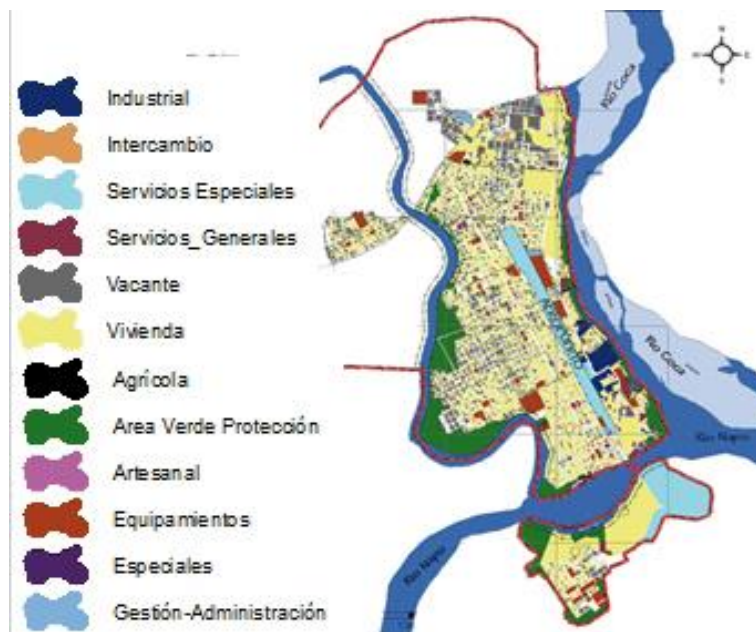 Industrial
Intercambio
Servicios Especiales
Servicios_Generales
Vacante
Vivienda
Agrícola
Area Verde Protección
Artesanal
Equipamientos
Especiales
Gestión-Administración
N
E
S
Río Coca
Río Coca
Río Napo
Río Napo